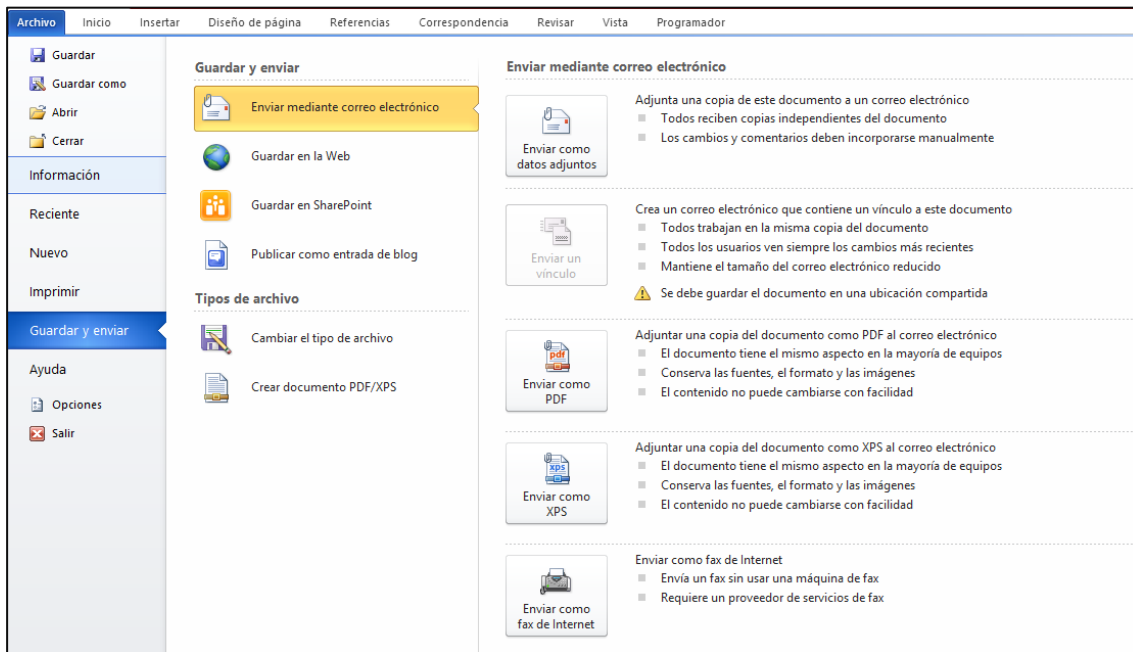 Archivo Inicio Insertar Diseño de página Referencias Correspondencia Revisar Vista Programador
Guardar
Guardar como
Abrir
Cerrar
Información
Reciente
Nuevo
Imprimir
Guardar y enviar
Ayuda
Opciones
Salir
Guardar y enviar
Enviar mediante correo electrónico
Guardar en la Web
Guardar en SharePoint
Publicar como entrada de blog
Tipos de archivo
Cambiar el tipo de archivo
Crear documento PDF/XPS
Enviar mediante correo electrónico
Enviar como
datos adjuntos
Adjunta una copia de este documento a un correo electrónico
Todos reciben copias independientes del documento
Los cambios y comentarios deben incorporarse manualmente
Enviar un
vínculo
Crea un correo electrónico que contiene un vínculo a este documento
Todos trabajan en la misma copia del documento
Todos los usuarios ven siempre los cambios más recientes
Mantiene el tamaño del correo electrónico reducido
Se debe guardar el documento en una ubicación compartida
pdf
Enviar como
PDF
Adjuntar una copia del documento como PDF al correo electrónico
El documento tiene el mismo aspecto en la mayoría de equipos
Conserva las fuentes, el formato y las imágenes
El contenido no puede cambiarse con facilidad
xps
Enviar como
XPS
Adjuntar una copia del documento como XPS al correo electrónico
El documento tiene el mismo aspecto en la mayoría de equipos
Conserva las fuentes, el formato y las imágenes
El contenido no puede cambiarse con facilidad
Enviar como
fax de Internet
Enviar como fax de Internet
Envía un fax sin usar una máquina de fax
Requiere un proveedor de servicios de fax